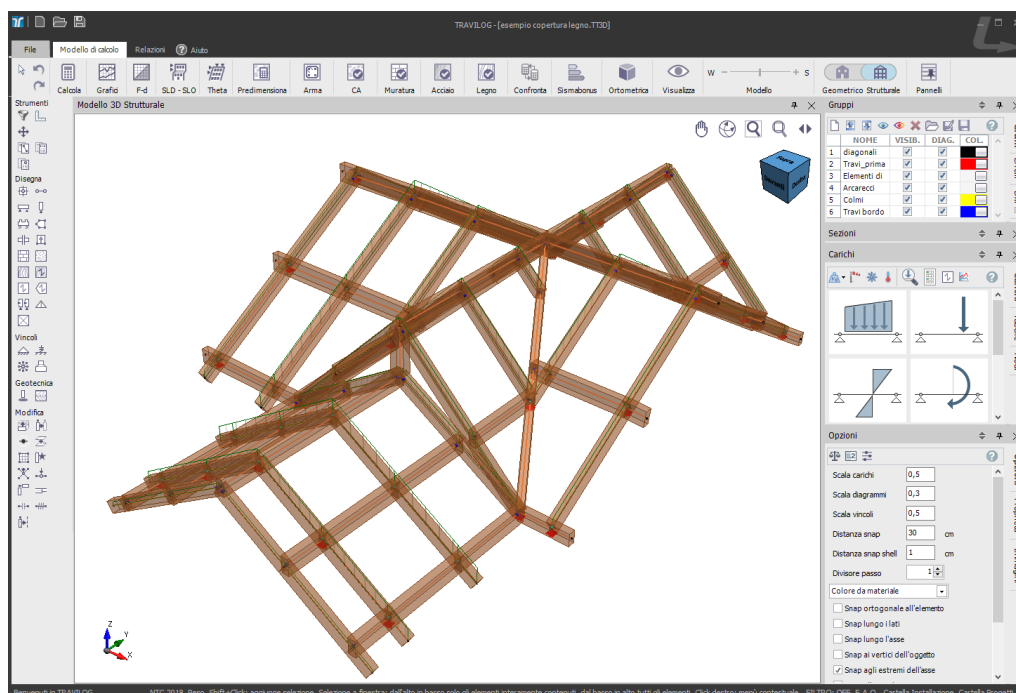 TRAVILOG - [esempio copertura legno.TT3D]
File Modello di calcolo Relazioni ? Aiuto
Calcola Grafici F-d SLD - SLO Theta Predimensiona Arma CA Muratura Acciaio Legno Confronta Sismabonus Ortometrica Visualizza Modello Geometrico Strutturale Pannelli
W S
Strumenti
Disegna
Vincoli
Geotecnica
Modifica
Modello 3D Strutturale
Sopra
Destra
Z
Y
X
Gruppi
NOME VISIB. DIAG. COL.
1 diagonali
2 Travi_prima
3 Elementi di
4 Arcarecci
5 Colmi
6 Travi bordo
Sezioni
Carichi
Opzioni
Scala carichi 0,5
Scala diagrammi 0,3
Scala vincoli 0,5
Distanza snap 30 cm
Distanza snap shell 1 cm
Divisore passo 1
Colore da materiale
Snap ortogonale all'elemento
Snap lungo i lati
Snap lungo l'asse
Snap ai vertici dell'oggetto
Snap agli estremi dell'asse